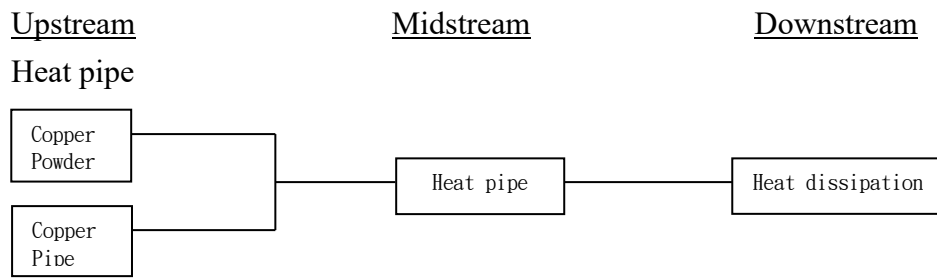 Upstream Midstream Downstream
Heat pipe
Copper
Powder
Heat pipe
Heat dissipation
Copper
Pipe